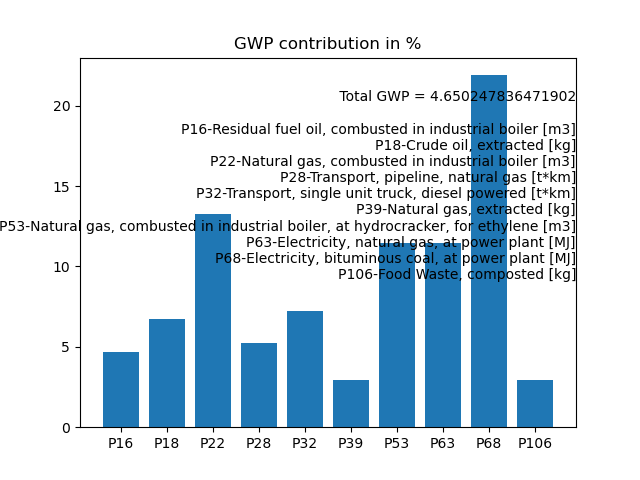 GWP contribution in %
Total GWP = 4.650247836471902
P16-Residual fuel oil, combusted in industrial boiler [m3]
P18-Crude oil, extracted [kg]
P22-Natural gas, combusted in industrial boiler [m3]
P28-Transport, pipeline, natural gas [t*km]
P32-Transport, single unit truck, diesel powered [t*km]
P39-Natural gas, extracted [kg]
P53-Natural gas, combusted in industrial boiler, at hydrocracker, for ethylene [m3]
P63-Electricity, natural gas, at power plant [MJ]
P68-Electricity, bituminous coal, at power plant [MJ]
P106-Food Waste, composted [kg]
20
15
10
5
0
P16 P18 P22 P28 P32 P39 P53 P63 P68 P106